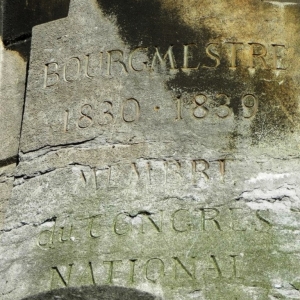 BOURGMESTRE
1830 · 1839
MEMBRE
du CONGRES
NATIONAL